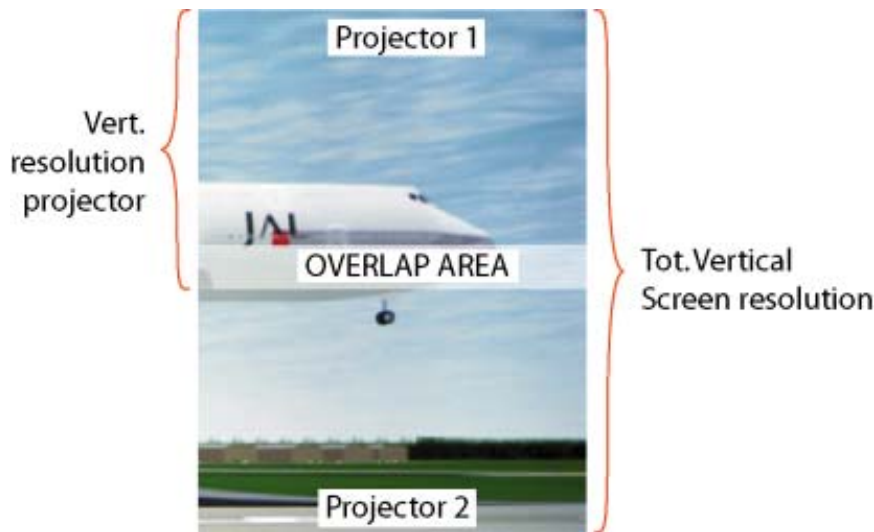 Projector 1
Vert.
resolution
projector
JAL
OVERLAP AREA
Tot. Vertical
Screen resolution
Projector 2